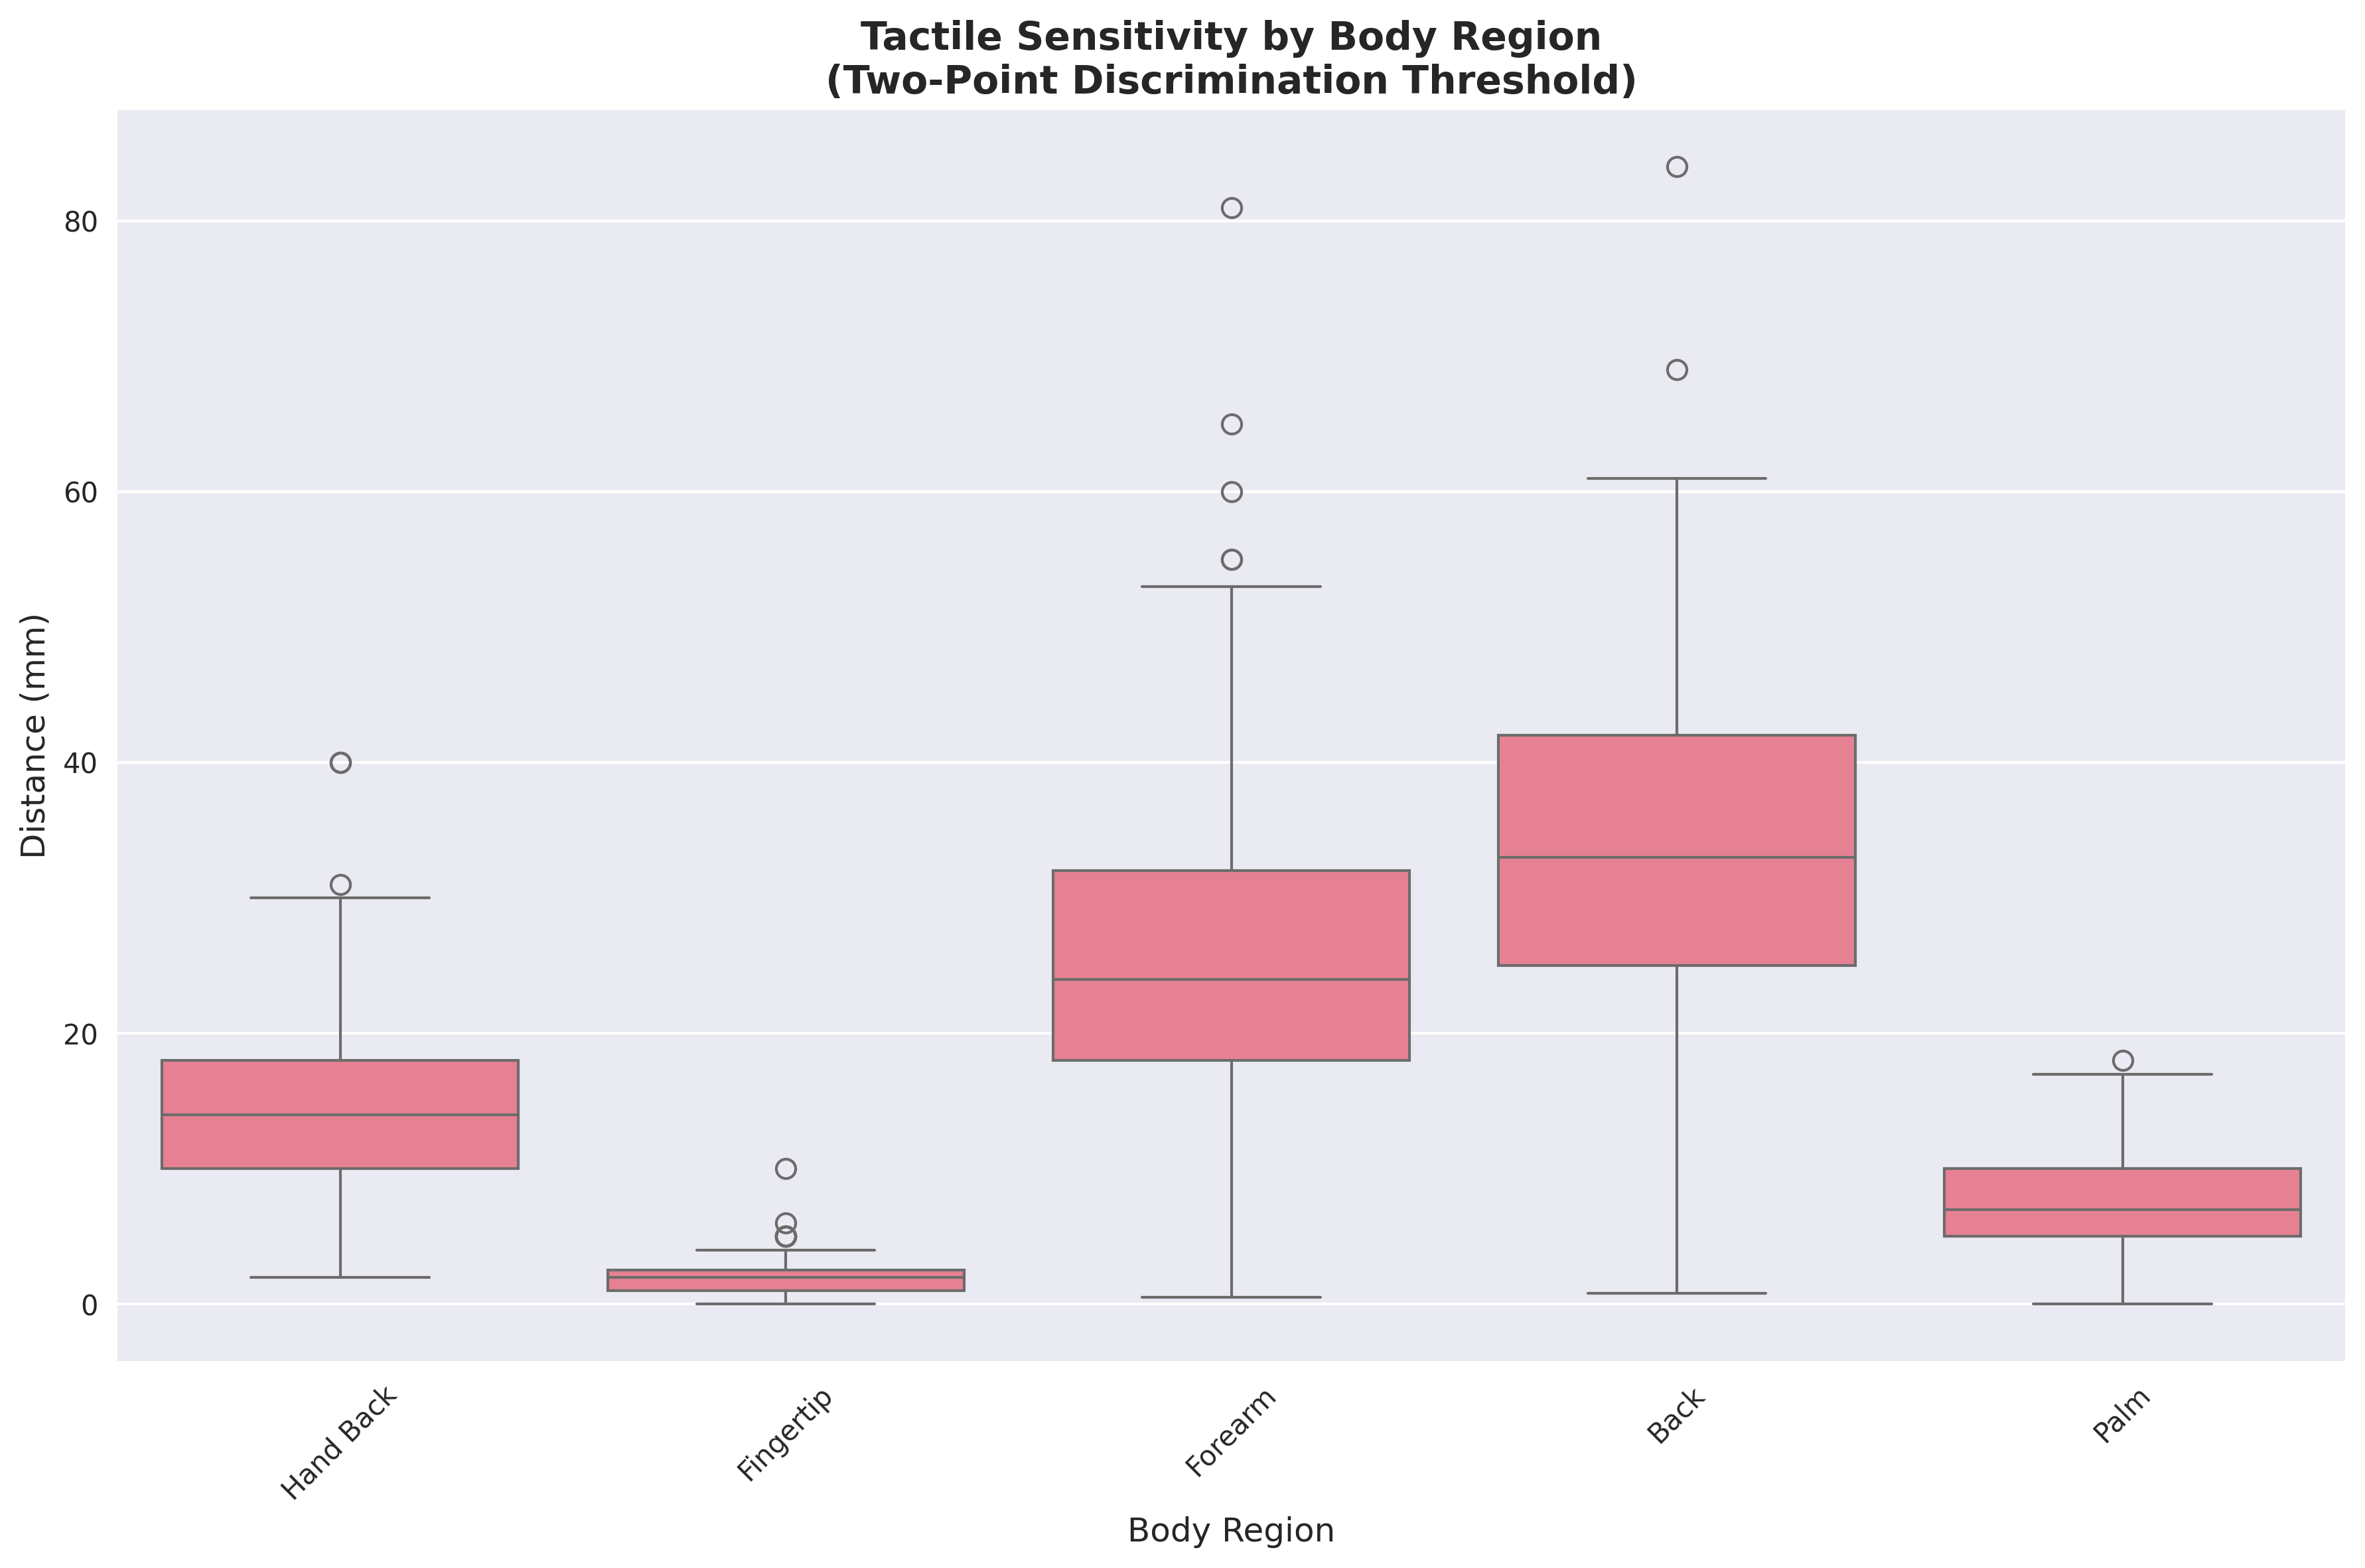 Tactile Sensitivity by Body Region
(Two-Point Discrimination Threshold)
Distance (mm)
80
60
40
20
0
Hand Back
Fingertip
Forearm
Back
Palm
Body Region